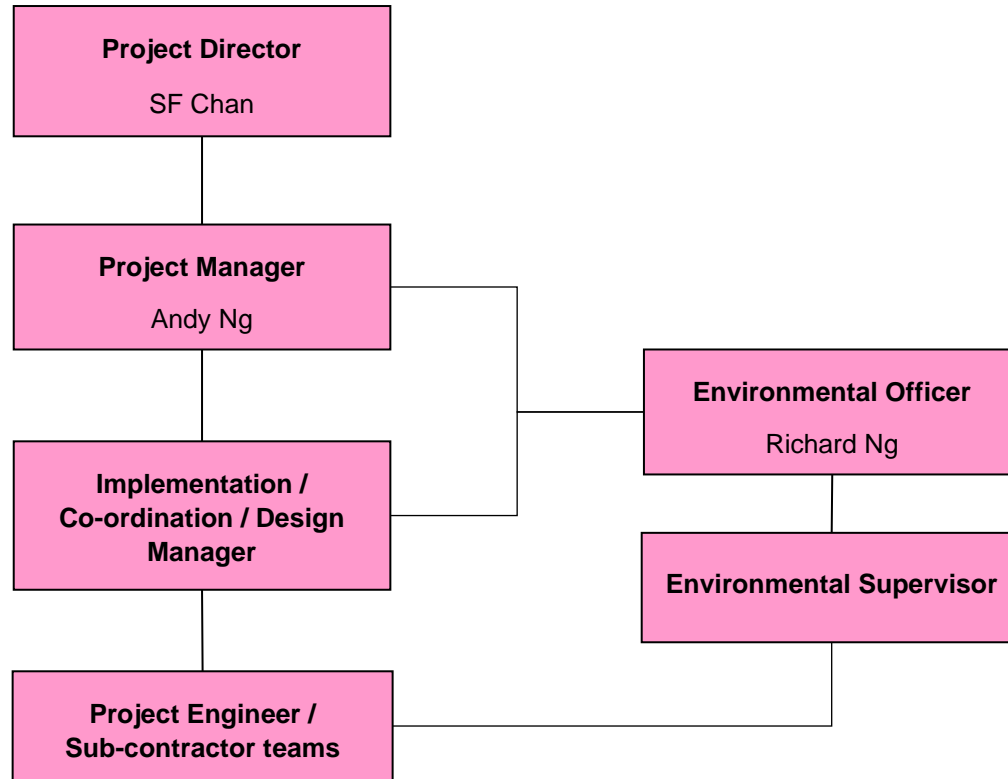 Project Director
SF Chan
Project Manager
Andy Ng
Environmental Officer
Richard Ng
Implementation /
Co-ordination / Design
Manager
Environmental Supervisor
Project Engineer /
Sub-contractor teams